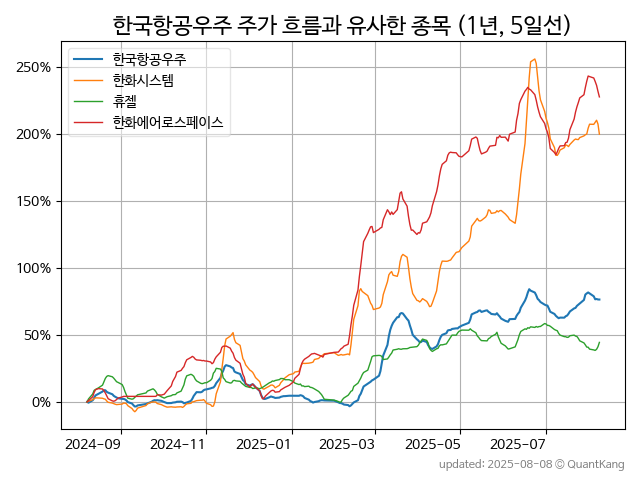 한국항공우주 주가 흐름과 유사한 종목 (1년, 5일선)
한국항공우주
한화시스템
휴젤
한화에어로스페이스
250%
200%
150%
100%
50%
0%
2024-09 2024-11 2025-01 2025-03 2025-05 2025-07
updated: 2025-08-08 © QuantKang